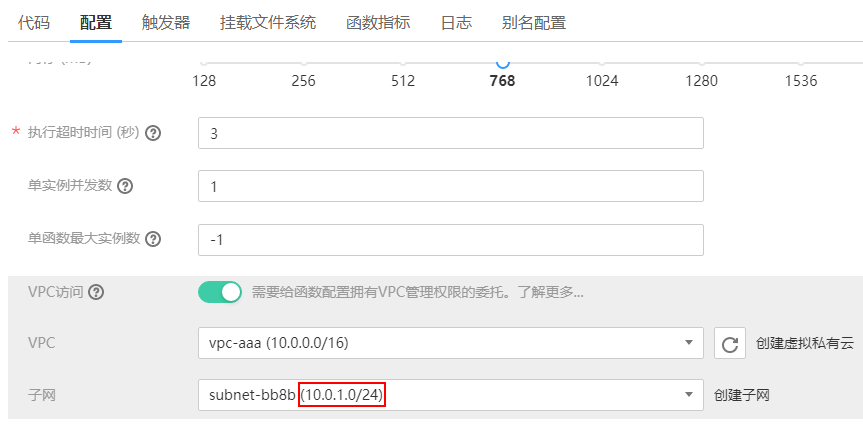 代码 配置 触发器 挂载文件系统 函数指标 日志 别名配置
128 256 512 768 1024 1280 1536
* 执行超时时间 (秒) ? 3
单实例并发数 ? 1
单函数最大实例数 ? -1
VPC访问 ? 需要给函数配置拥有VPC管理权限的委托。了解更多...
VPC vpc-aaa (10.0.0.0/16) 创建虚拟私有云
子网 subnet-bb8b (10.0.1.0/24) 创建子网